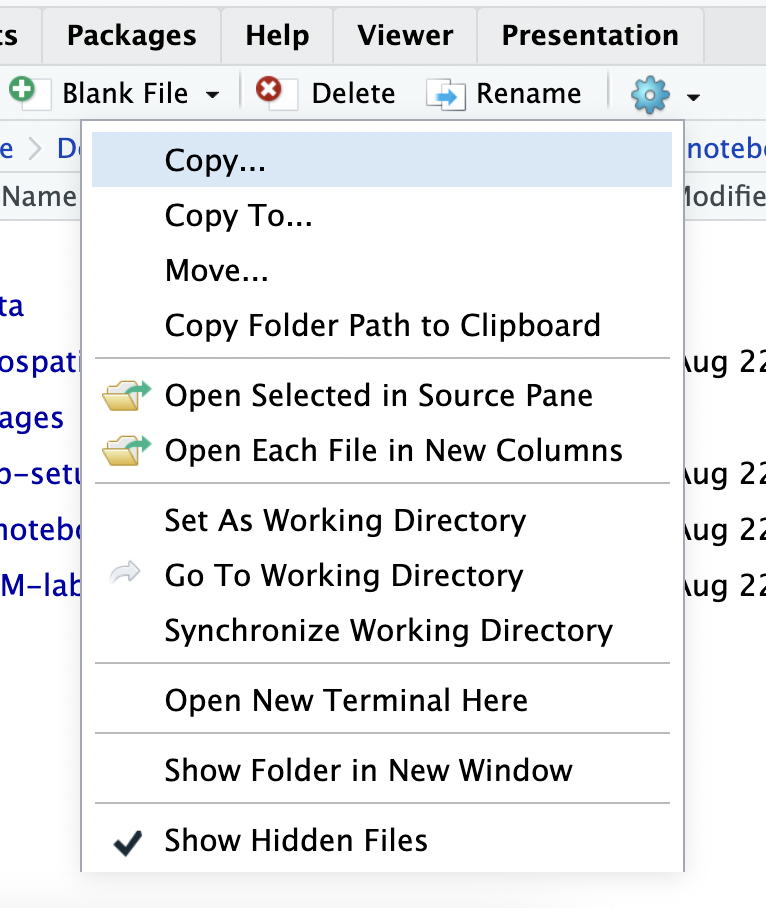 ts Packages Help Viewer Presentation
Blank File Delete Rename
e D noteb
Name Modifie
Copy...
Copy To...
Move...
ta
Copy Folder Path to Clipboard
ospati Aug 22
Open Selected in Source Pane
ages
Open Each File in New Columns
p-setu Aug 22
Set As Working Directory
notebo Aug 22
Go To Working Directory
M-lab Aug 22
Synchronize Working Directory
Open New Terminal Here
Show Folder in New Window
Show Hidden Files